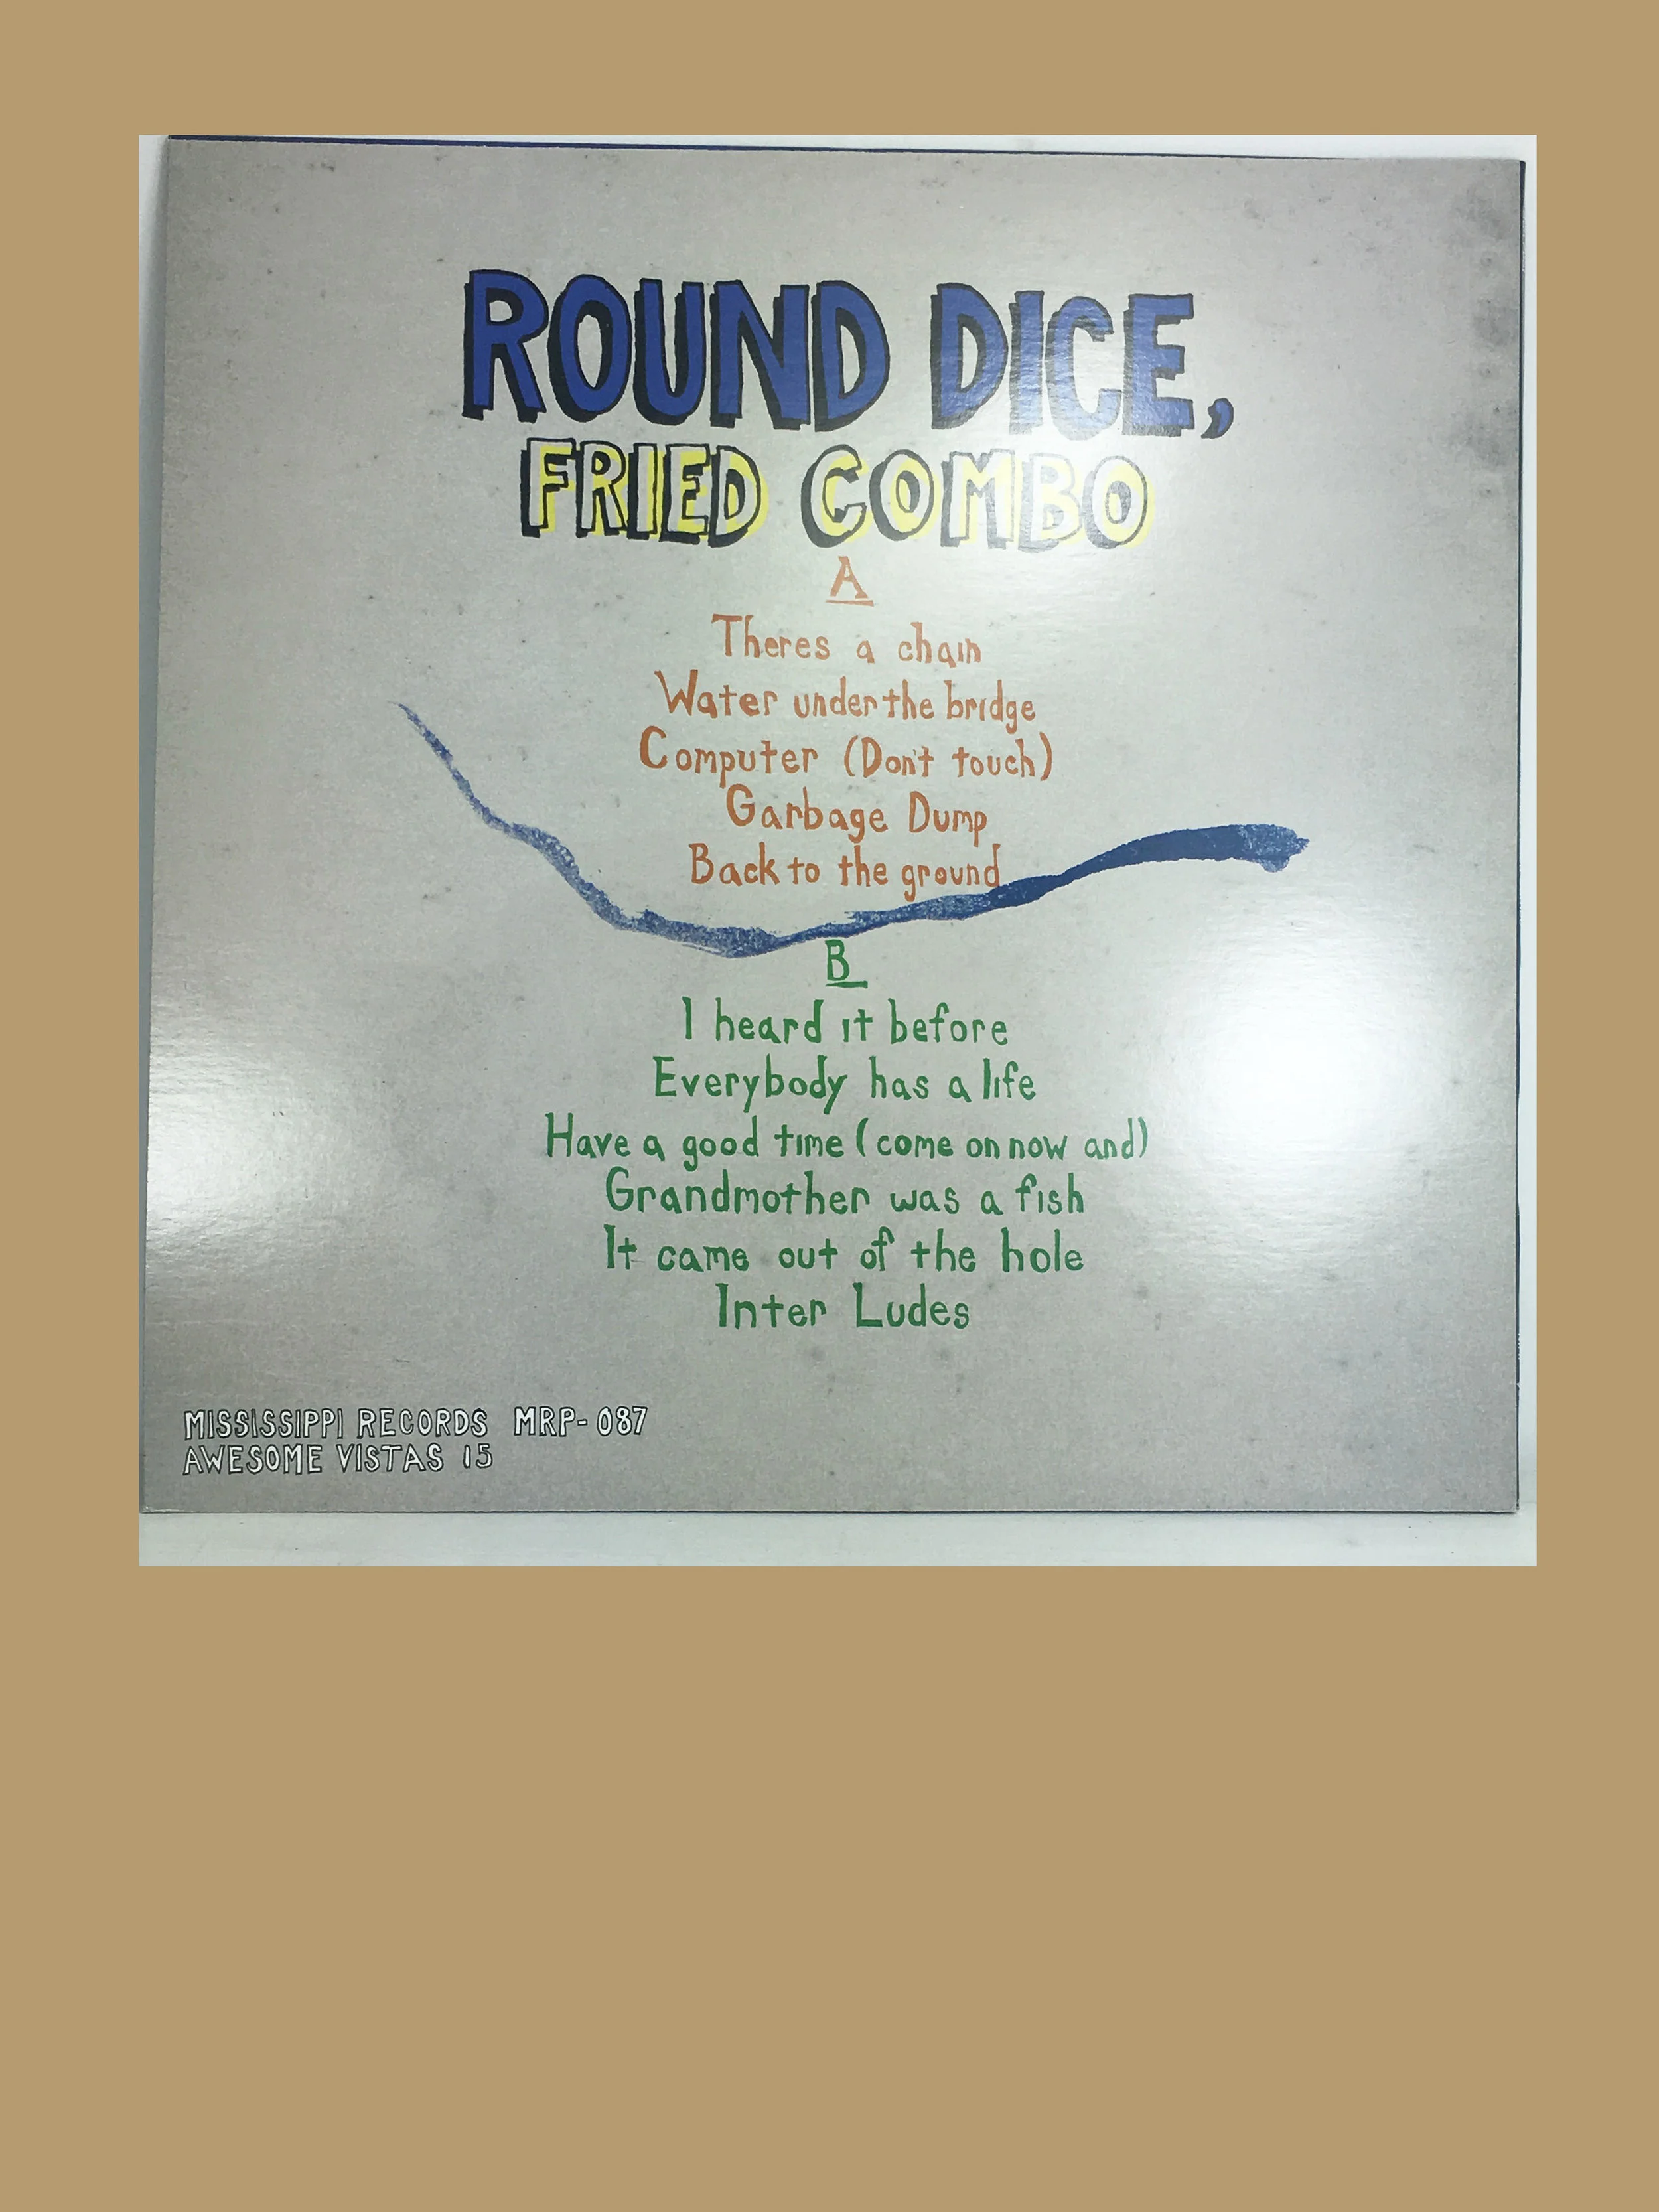 ROUND DICE,
FRIED COMBO
A
Theres a chain
Water under the bridge
Computer (Don't touch)
Garbage Dump
Back to the ground
B
I heard it before
Everybody has a life
Have a good time (come on now and)
Grandmother was a fish
It came out of the hole
Inter Ludes
MISSISSIPPI RECORDS MRP-087
AWESOME VISTAS 15